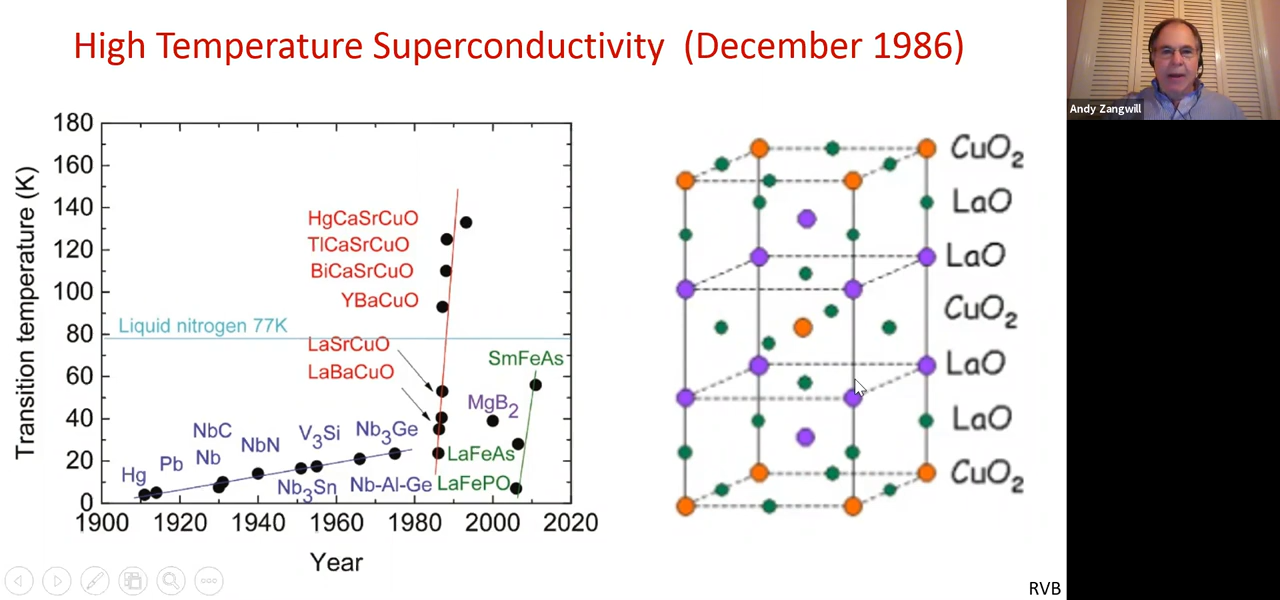 High Temperature Superconductivity (December 1986)
Andy Zangwill
Transition temperature (K)
180
160
140
120
100
80
60
40
20
0
1900
1920
1940
1960
1980
2000
2020
Year
HgCaSrCuO
TlCaSrCuO
BiCaSrCuO
YBaCuO
Liquid nitrogen 77K
LaSrCuO
LaBaCuO
SmFeAs
MgB2
NbC
NbN
V3Si
Nb3Ge
Hg
Pb
Nb
Nb3Sn
Nb-Al-Ge
LaFeAs
LaFePO
CuO2
LaO
LaO
CuO2
LaO
LaO
CuO2
RVB